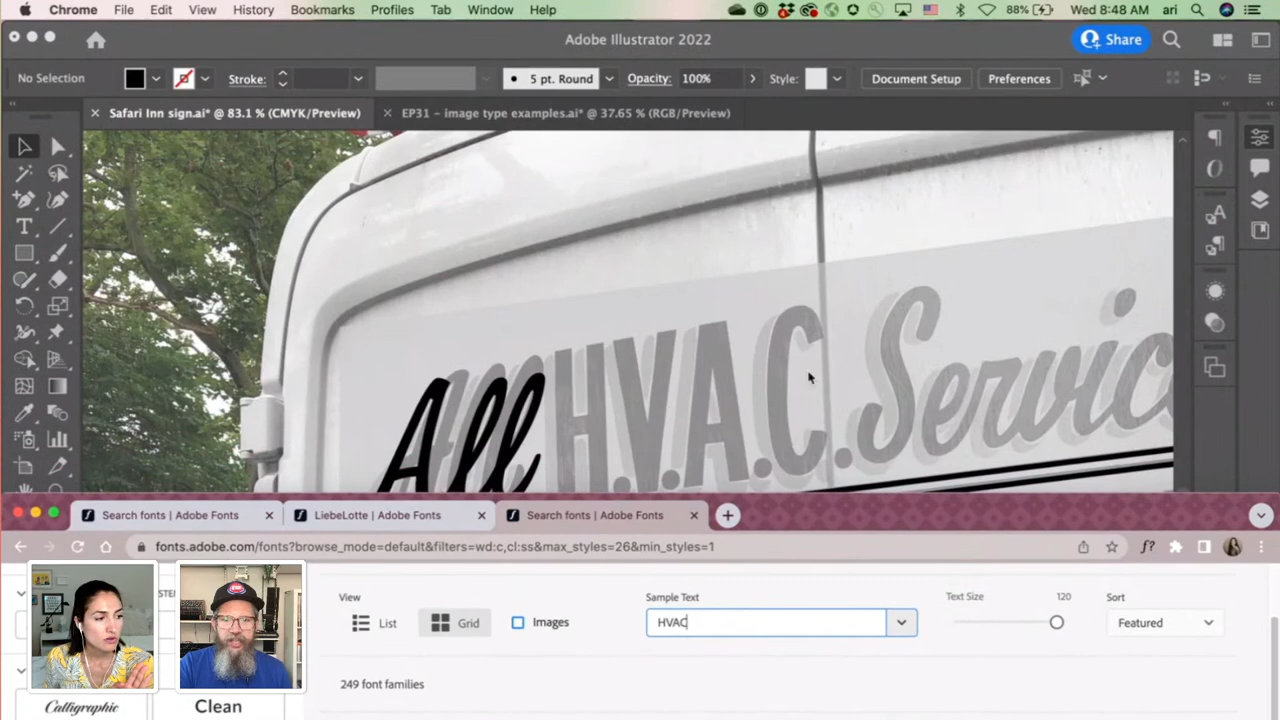 Chrome File Edit View History Bookmarks Profiles Tab Window Help 88% Wed 8:48 AM ari
Adobe Illustrator 2022 Share
No Selection Stroke: 5 pt. Round Opacity: 100% Style: Document Setup Preferences
Safari Inn sign.ai* @ 83.1 % (CMYK/Preview) EP31 - image type examples.ai* @ 37.65 % (RGB/Preview)
All H.V.A.C. Servic
Search fonts | Adobe Fonts LiebeLotte | Adobe Fonts Search fonts | Adobe Fonts
fonts.adobe.com/fonts?browse_mode=default&filters=wd:c,cl:ss&max_styles=26&min_styles=1 f?
View Sample Text Text Size 120 Sort
List Grid Images HVAC Featured
249 font families
Calligraphic Clean